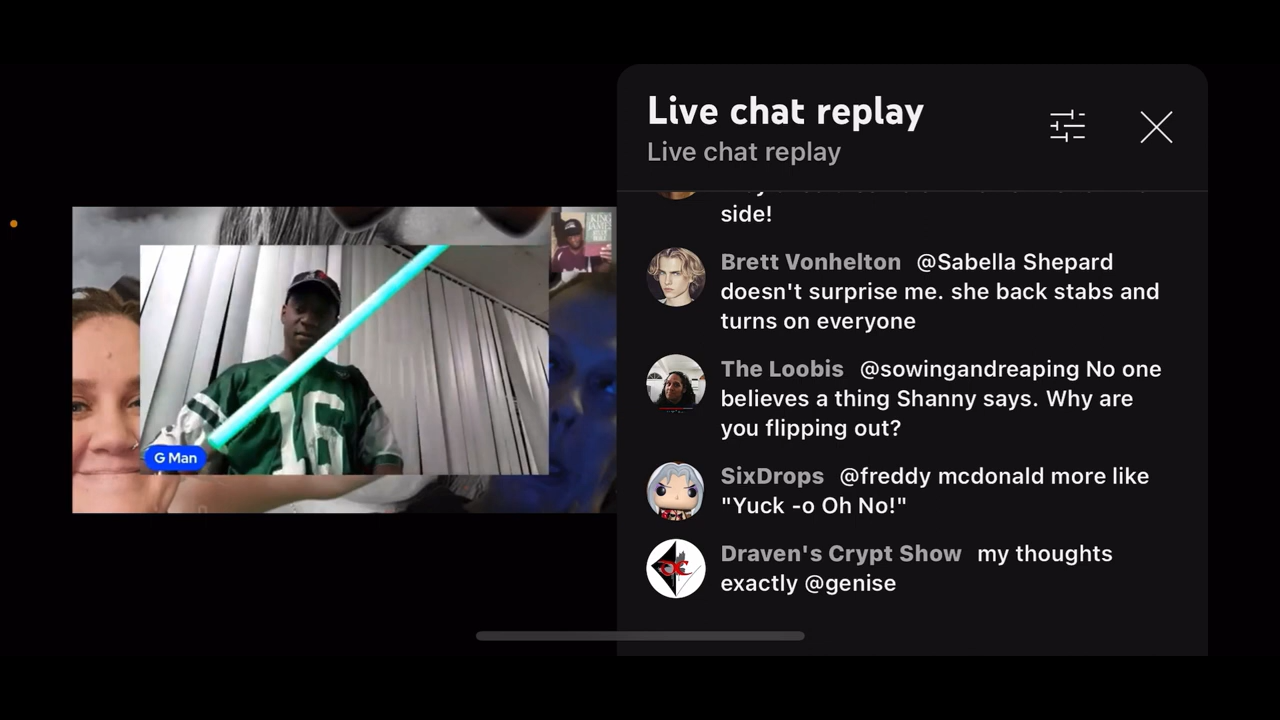 Live chat replay
Live chat replay
side!
Brett Vonhelton @Sabella Shepard
doesn't surprise me. she back stabs and
turns on everyone
The Loobis @sowingandreaping No one
believes a thing Shanny says. Why are
you flipping out?
SixDrops @freddy mcdonald more like
"Yuck -o Oh No!"
Draven's Crypt Show my thoughts
exactly @genise
KING
JAMES
16
G Man